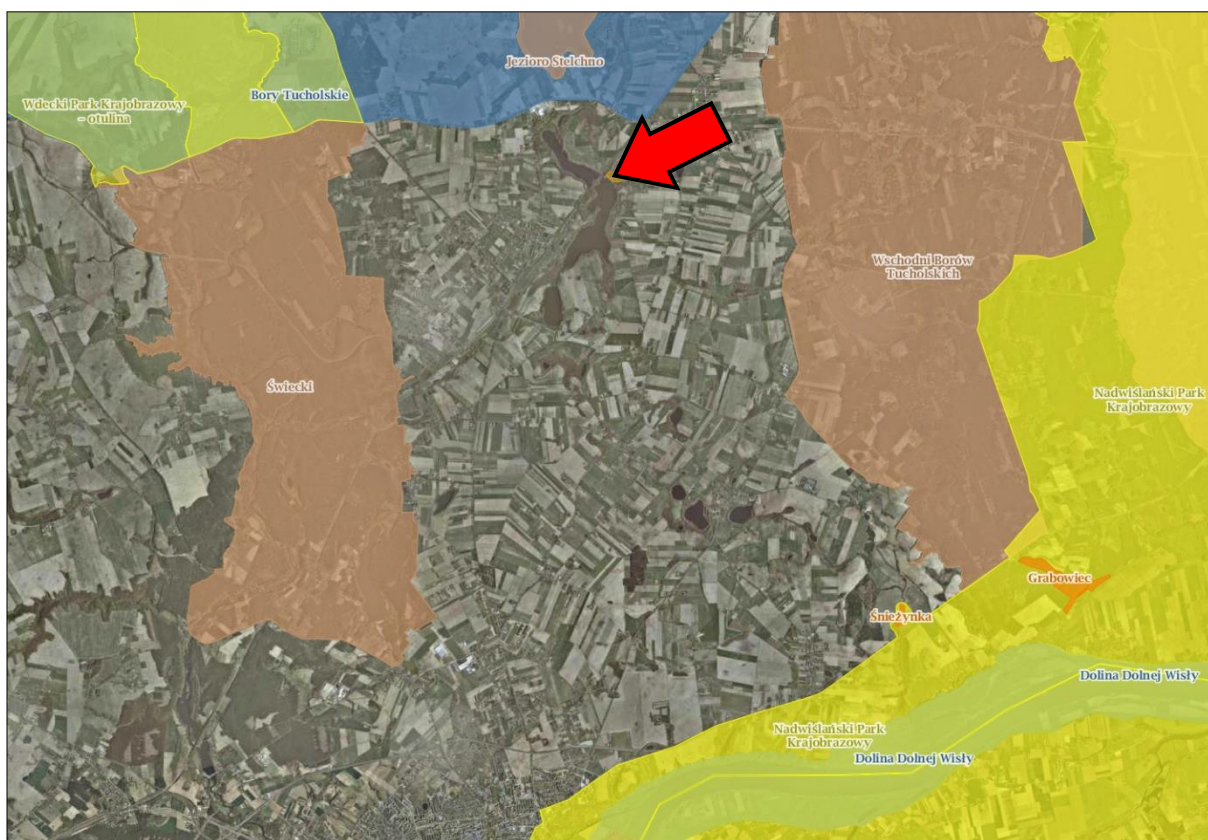 Jezioro Stelchno
Bory Tucholskie
Wdecki Park Krajobrazowy
- otulina
Wschodni Borów
Tucholskich
Świecki
Nadwiślański Park
Krajobrazowy
Grabowiec
Śnieżynka
Dolina Dolnej Wisły
Nadwiślański Park
Krajobrazowy
Dolina Dolnej Wisły